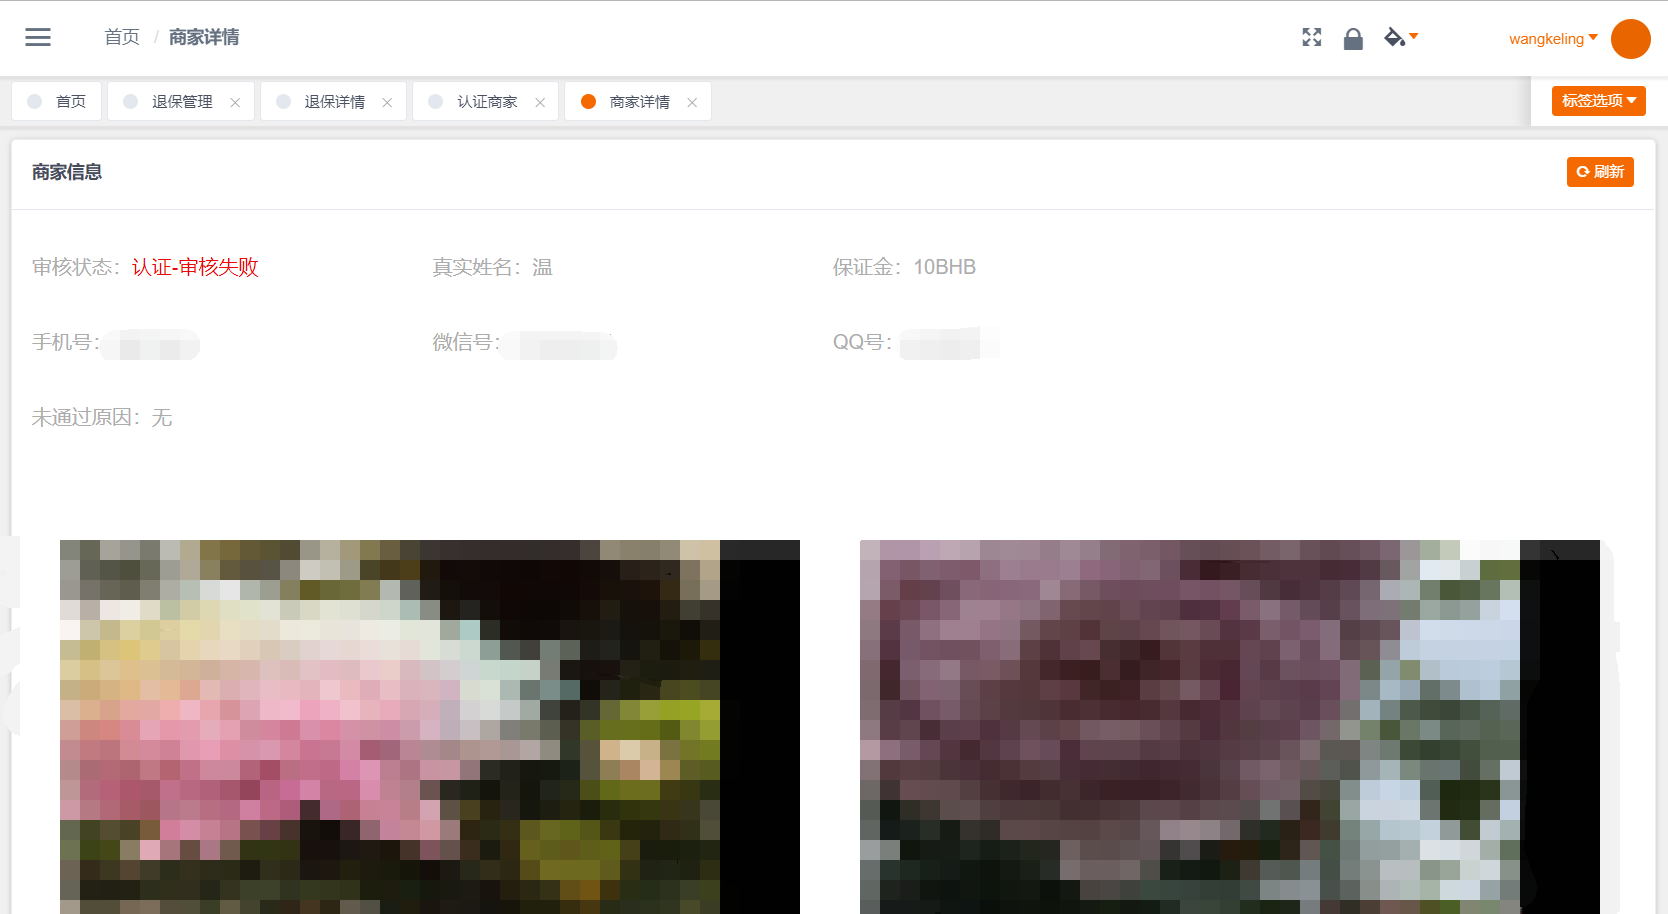 首页 / 商家详情
wangkeling
首页 退保管理 退保详情 认证商家 商家详情
标签选项
商家信息
刷新
审核状态：认证-审核失败 真实姓名：温 保证金：10BHB
手机号： 微信号： QQ号：
未通过原因：无